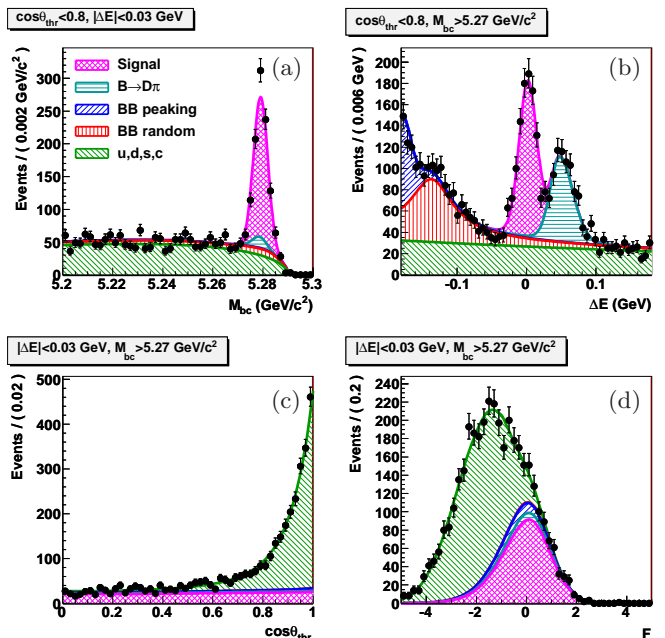 cosθthr<0.8, |ΔE|<0.03 GeV
Events / ( 0.002 GeV/c²)
300
250
200
150
100
50
0
(a)
Signal
B→Dπ
BB peaking
BB random
u,d,s,c
5.2 5.22 5.24 5.26 5.28 5.3
Mbc (GeV/c²)
cosθthr<0.8, Mbc>5.27 GeV/c²
Events / ( 0.006 GeV)
200
180
160
140
120
100
80
60
40
20
0
(b)
-0.1 0 0.1
ΔE (GeV)
|ΔE|<0.03 GeV, Mbc>5.27 GeV/c²
Events / ( 0.02)
500
400
300
200
100
0
(c)
0 0.2 0.4 0.6 0.8 1
cosθthr
|ΔE|<0.03 GeV, Mbc>5.27 GeV/c²
Events / ( 0.2)
240
220
200
180
160
140
120
100
80
60
40
20
0
(d)
-4 -2 0 2 4